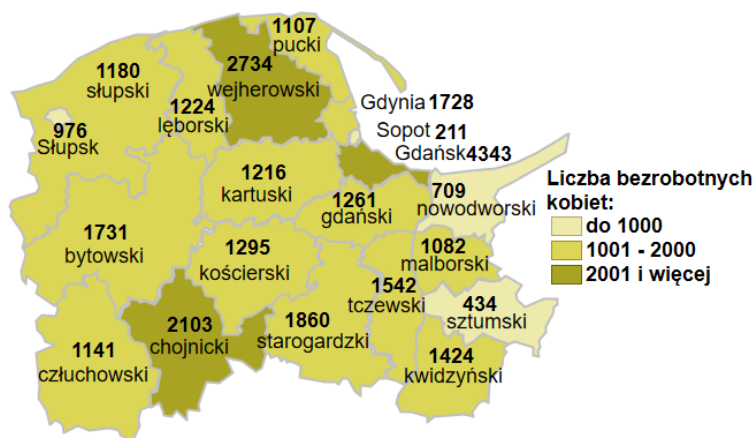 1107
pucki
1180
słupski
2734
wejherowski
1224
lęborski
976
Słupsk
Gdynia 1728
Sopot 211
Gdańsk4343
1216
kartuski
1261
gdański
709
nowodworski
1731
bytowski
1295
kościerski
1082
malborski
1542
tczewski
434
sztumski
2103
chojnicki
1860
starogardzki
1141
człuchowski
1424
kwidzyński
Liczba bezrobotnych
kobiet:
do 1000
1001 - 2000
2001 i więcej